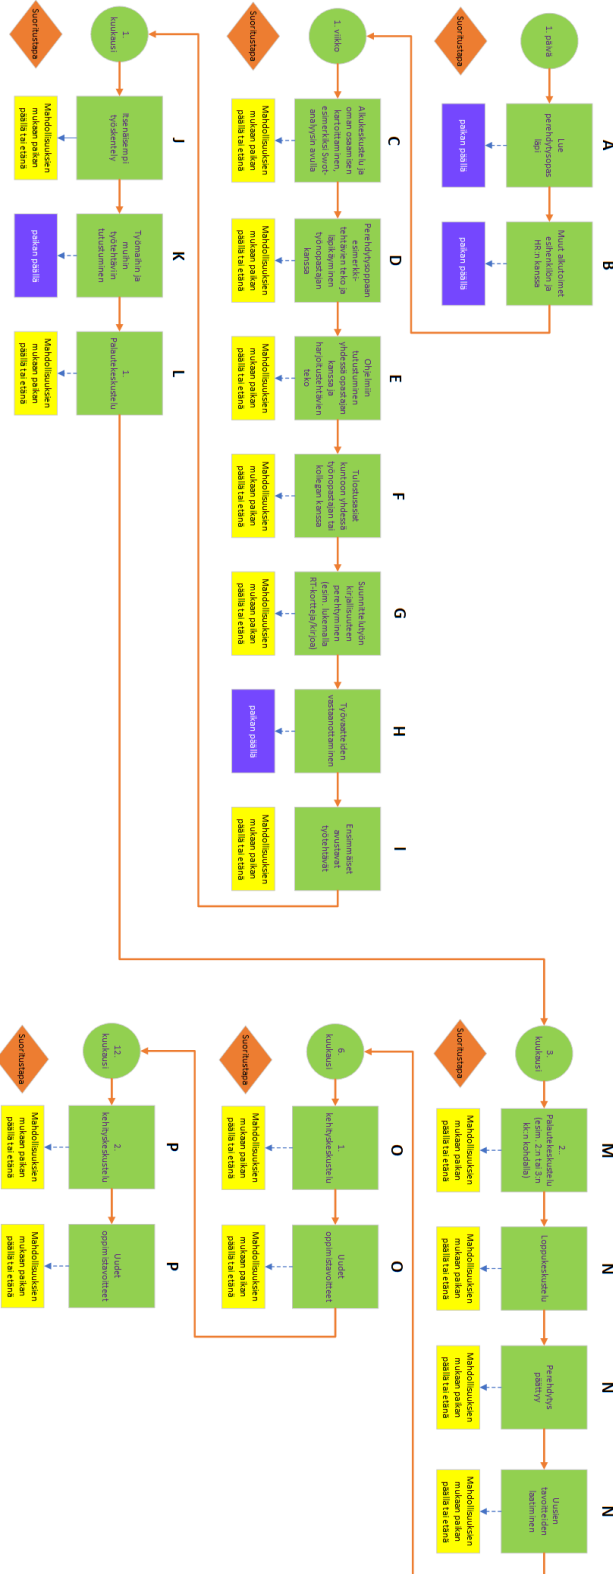 A
B
1. päivä
Lue
perehdytysopas
läpi
Muut alkutoimet
esihenkilön ja
HR:n kanssa
Suoritustapa
paikan päällä
paikan päällä
C
D
E
F
G
H
I
1. viikko
Alkukeskustelu ja
oman osaamisen
kartoittaminen,
esimerkiksi Swot-
analyysin avulla
Perehdytysoppaan
esimerkki-
tehtävien teko ja
läpikäyminen
työnopastajan
kanssa
Ohjelmiin
tutustuminen
yhdessä opastajan
kanssa ja
harjoitustehtävien
teko
Tulostusasiat
kuntoon yhdessä
työnopastajan tai
kollegan kanssa
Suunnittelutyön
kirjallisuuteen
perehtyminen
(esim. lukemalla
RT-kortteja/kirjoa)
Työvaatteiden
vastaanottaminen
Ensimmäiset
avustavat
työtehtävät
Suoritustapa
Mahdollisuuksien
mukaan paikan
päällä tai etänä
Mahdollisuuksien
mukaan paikan
päällä tai etänä
Mahdollisuuksien
mukaan paikan
päällä tai etänä
Mahdollisuuksien
mukaan paikan
päällä tai etänä
Mahdollisuuksien
mukaan paikan
päällä tai etänä
paikan päällä
Mahdollisuuksien
mukaan paikan
päällä tai etänä
J
K
L
1.
kuukausi
Itsenäisempi
työskentely
Työmaihin ja
muihin
työtehtäviin
tutustuminen
1.
Palautekeskustelu
Suoritustapa
Mahdollisuuksien
mukaan paikan
päällä tai etänä
paikan päällä
Mahdollisuuksien
mukaan paikan
päällä tai etänä
M
N
N
N
3.
kuukausi
2.
Palautekeskustelu
(esim. 2:n tai 3:n
kk:n kohdalla)
Loppukeskustelu
Perehdytys
päättyy
Uusien
tavoitteiden
laatiminen
Suoritustapa
Mahdollisuuksien
mukaan paikan
päällä tai etänä
Mahdollisuuksien
mukaan paikan
päällä tai etänä
Mahdollisuuksien
mukaan paikan
päällä tai etänä
Mahdollisuuksien
mukaan paikan
päällä tai etänä
O
O
6.
kuukausi
1.
kehityskeskustelu
Uudet
oppimistavoitteet
Suoritustapa
Mahdollisuuksien
mukaan paikan
päällä tai etänä
Mahdollisuuksien
mukaan paikan
päällä tai etänä
P
P
12.
kuukausi
2.
kehityskeskustelu
Uudet
oppimistavoitteet
Suoritustapa
Mahdollisuuksien
mukaan paikan
päällä tai etänä
Mahdollisuuksien
mukaan paikan
päällä tai etänä